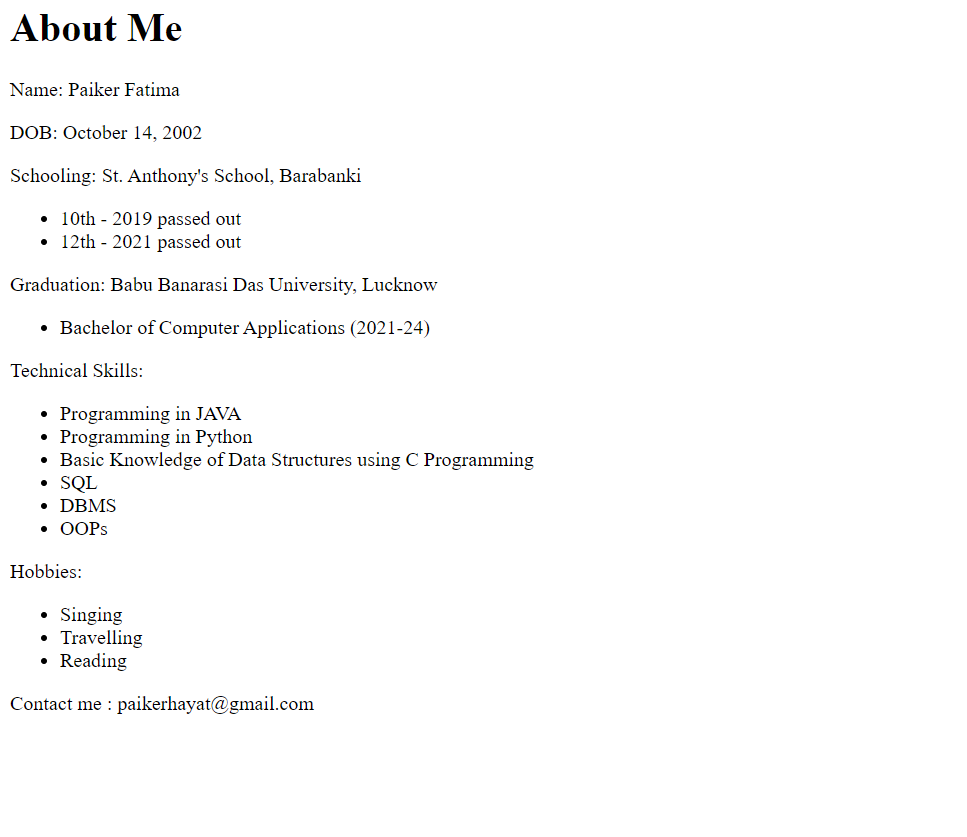 About Me
Name: Paiker Fatima
DOB: October 14, 2002
Schooling: St. Anthony's School, Barabanki
• 10th - 2019 passed out
• 12th - 2021 passed out
Graduation: Babu Banarasi Das University, Lucknow
• Bachelor of Computer Applications (2021-24)
Technical Skills:
• Programming in JAVA
• Programming in Python
• Basic Knowledge of Data Structures using C Programming
• SQL
• DBMS
• OOPs
Hobbies:
• Singing
• Travelling
• Reading
Contact me : paikerhayat@gmail.com